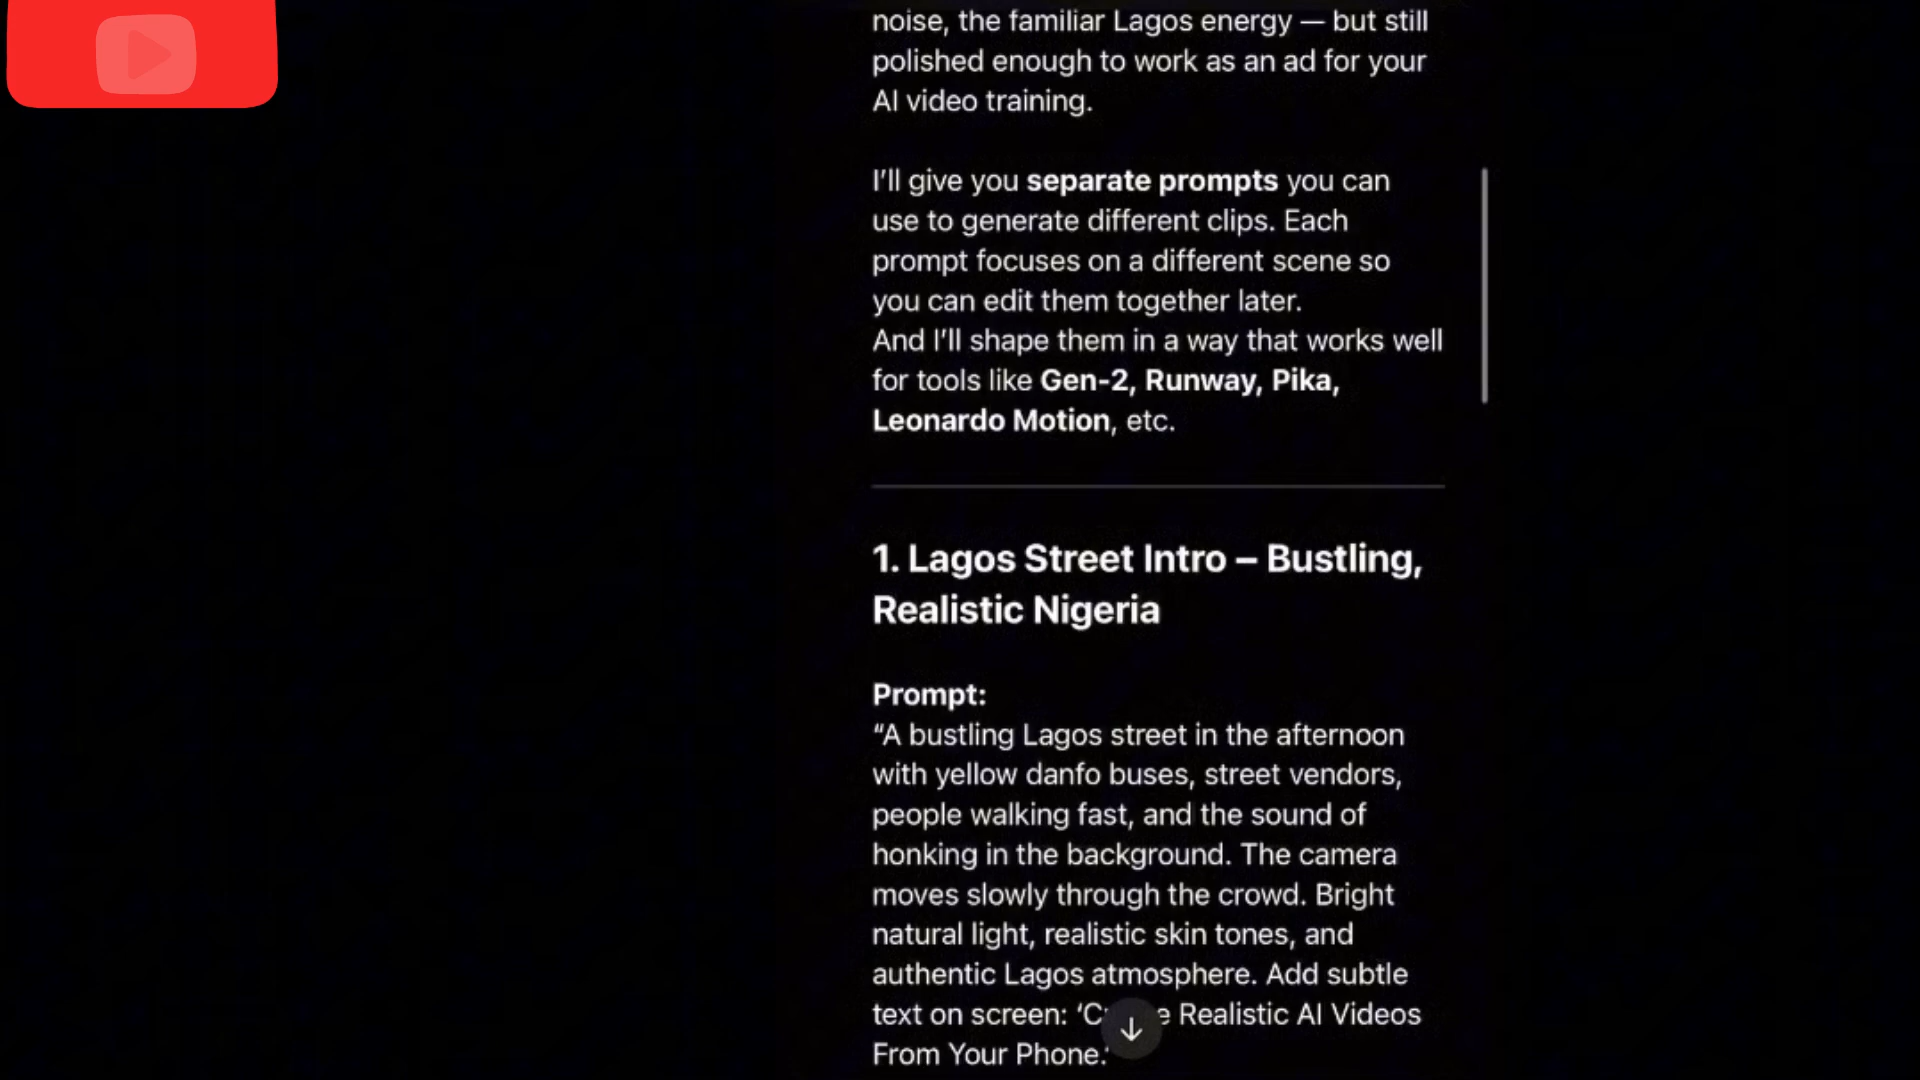 noise, the familiar Lagos energy — but still
polished enough to work as an ad for your
AI video training.
I’ll give you separate prompts you can
use to generate different clips. Each
prompt focuses on a different scene so
you can edit them together later.
And I’ll shape them in a way that works well
for tools like Gen-2, Runway, Pika,
Leonardo Motion, etc.
1. Lagos Street Intro – Bustling,
Realistic Nigeria
Prompt:
“A bustling Lagos street in the afternoon
with yellow danfo buses, street vendors,
people walking fast, and the sound of
honking in the background. The camera
moves slowly through the crowd. Bright
natural light, realistic skin tones, and
authentic Lagos atmosphere. Add subtle
text on screen: Realistic AI Videos
From Your Phone.’